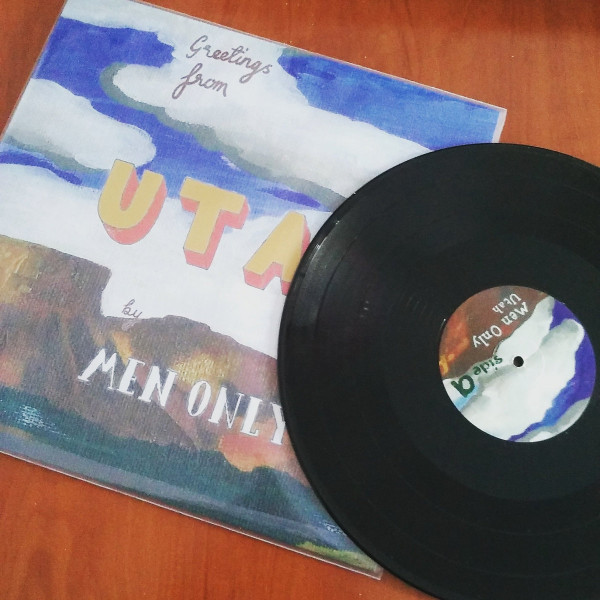 Greetings
from
UTA
by
MEN ONLY
Men Only
Utah
side a